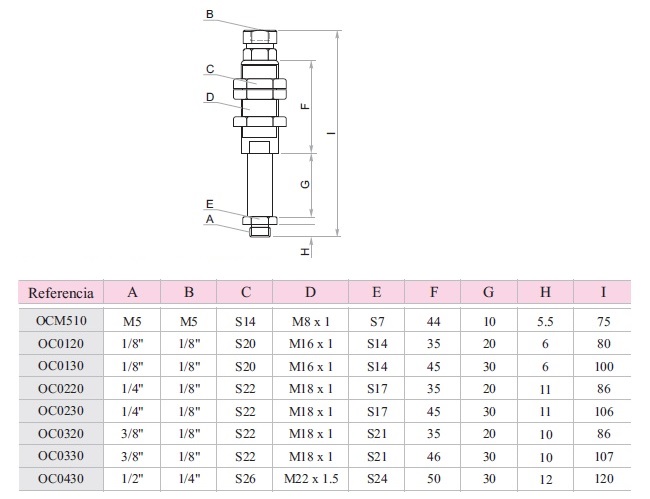 B
C
D
F
I
G
E
A
H
Referencia A B C D E F G H I
OCM510 M5 M5 S14 M8 x 1 S7 44 10 5.5 75
OC0120 1/8" 1/8" S20 M16 x 1 S14 35 20 6 80
OC0130 1/8" 1/8" S20 M16 x 1 S14 45 30 6 100
OC0220 1/4" 1/8" S22 M18 x 1 S17 35 20 11 86
OC0230 1/4" 1/8" S22 M18 x 1 S17 45 30 11 106
OC0320 3/8" 1/8" S22 M18 x 1 S21 35 20 10 86
OC0330 3/8" 1/8" S22 M18 x 1 S21 46 30 10 107
OC0430 1/2" 1/4" S26 M22 x 1.5 S24 50 30 12 120